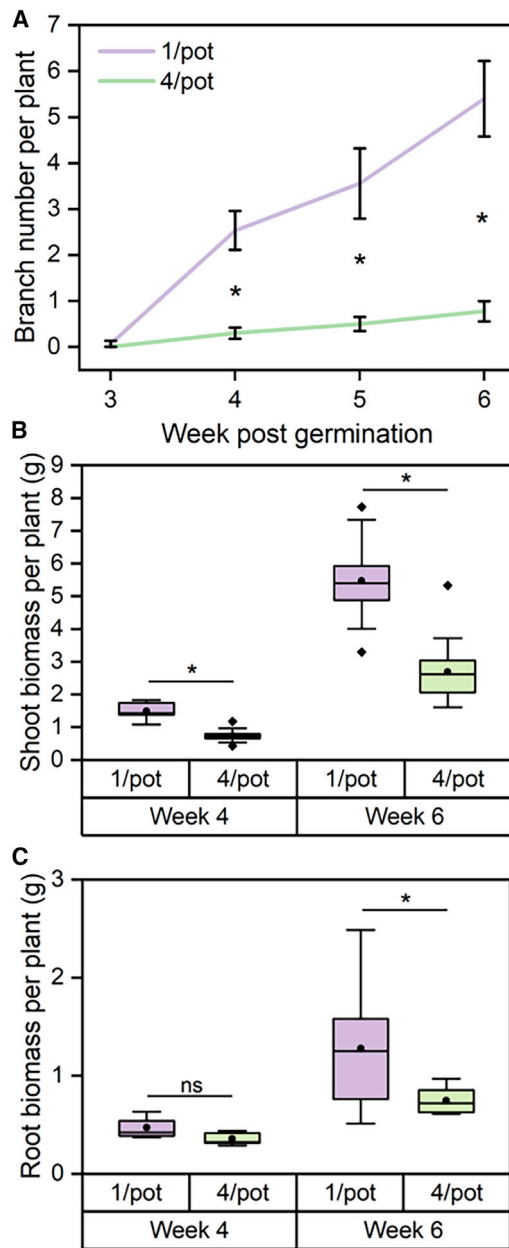 A
7
6
5
4
3
2
1
0
Branch number per plant
1/pot
4/pot
* * *
3 4 5 6
Week post germination
B
9
8
7
6
5
4
3
2
1
0
Shoot biomass per plant (g)
* *
1/pot 4/pot 1/pot 4/pot
Week 4 Week 6
C
3
2
1
0
Root biomass per plant (g)
ns *
1/pot 4/pot 1/pot 4/pot
Week 4 Week 6